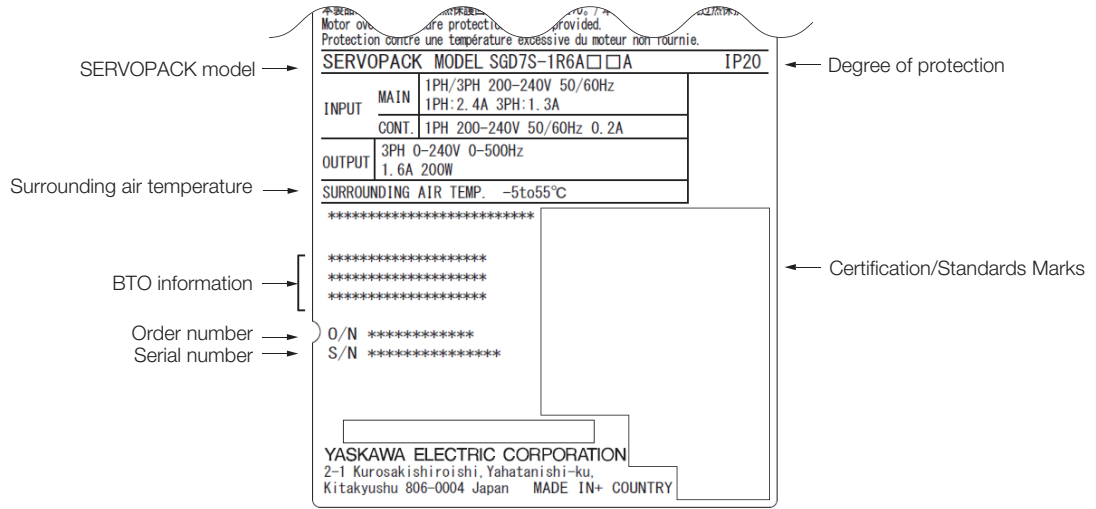 Motor ove re protectio rovided.
Protection contre une température excessive du moteur non fournie.
SERVOPACK MODEL SGD7S-1R6A□□A IP20
SERVOPACK model
Degree of protection
INPUT
MAIN
1PH/3PH 200-240V 50/60Hz
1PH:2.4A 3PH:1.3A
CONT.
1PH 200-240V 50/60Hz 0.2A
OUTPUT
3PH 0-240V 0-500Hz
1.6A 200W
Surrounding air temperature
SURROUNDING AIR TEMP. -5to55℃
**************************
********************
********************
********************
BTO information
Certification/Standards Marks
Order number
O/N ************
Serial number
S/N ***************
YASKAWA ELECTRIC CORPORATION
2-1 Kurosakishiroishi,Yahatanishi-ku,
Kitakyushu 806-0004 Japan MADE IN+ COUNTRY